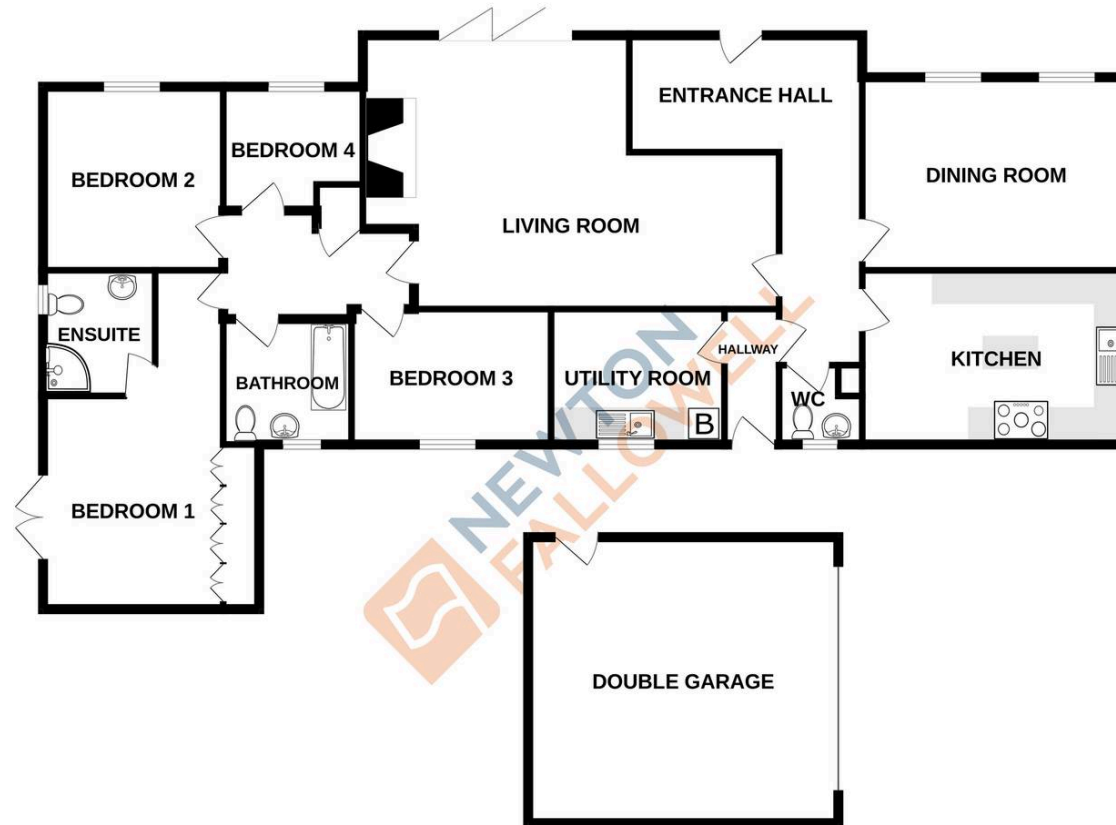 ENTRANCE HALL
BEDROOM 4
BEDROOM 2
DINING ROOM
LIVING ROOM
ENSUITE
HALLWAY
KITCHEN
BATHROOM
BEDROOM 3
UTILITY ROOM
WC
B
BEDROOM 1
NEWTON
FALLOWELL
DOUBLE GARAGE